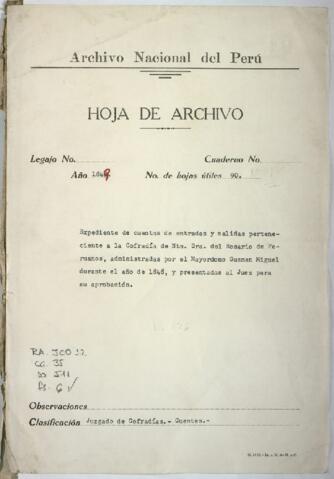 Archivo Nacional del Perú
HOJA DE ARCHIVO
Legajo No. Cuaderno No.
Año 1849 No. de hojas útiles 90.
Expediente de cuentas de entradas y salidas pertene-
ciente a la Cofradía de Nta. Sra. del Rosario de Pe-
ruanos, administradas por el Mayordomo Guzman Miguel
durante el año de 1848, y presentadas al Juez para
su aprobación.
Observaciones
Clasificación Juzgado de Cofradías.- Cuentas.-